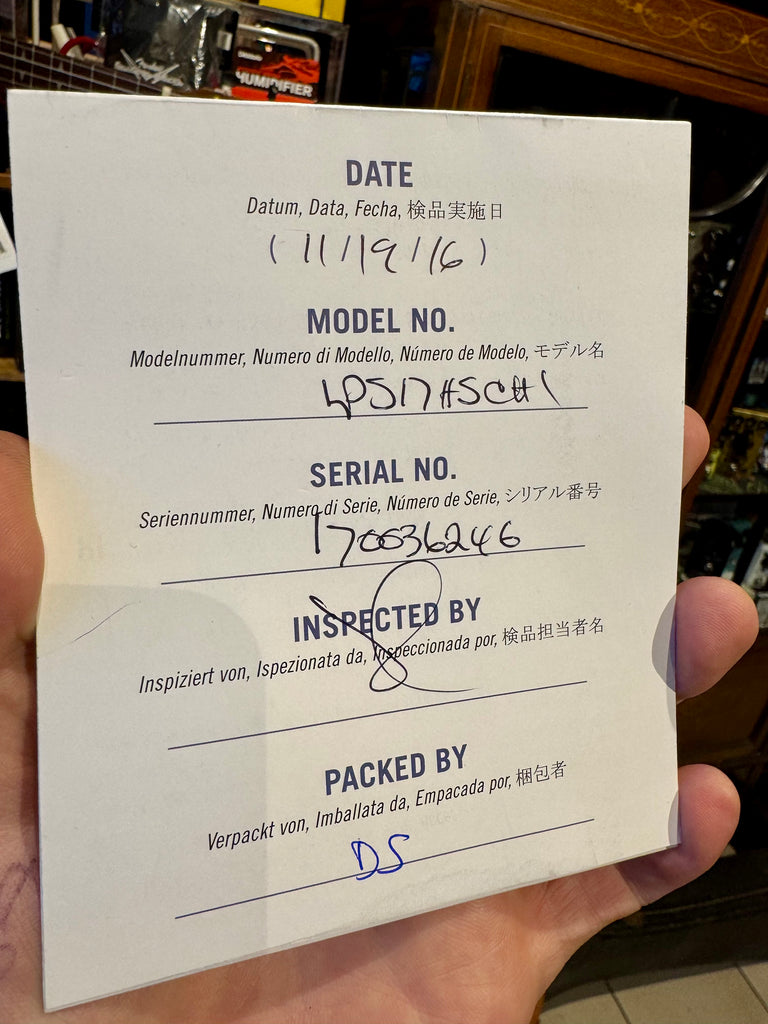 HUMIDIFIER
DATE
Datum, Data, Fecha, 検品実施日
( 11/19/16 )
MODEL NO.
Modelnummer, Numero di Modello, Número de Modelo, モデル名
LPS17HSCH1
SERIAL NO.
Seriennummer, Numero di Serie, Número de Serie, シリアル番号
170036246
INSPECTED BY
Inspiziert von, Ispezionata da, Inspeccionada por, 検品担当者名
PACKED BY
Verpackt von, Imballata da, Empacada por, 梱包者
DS